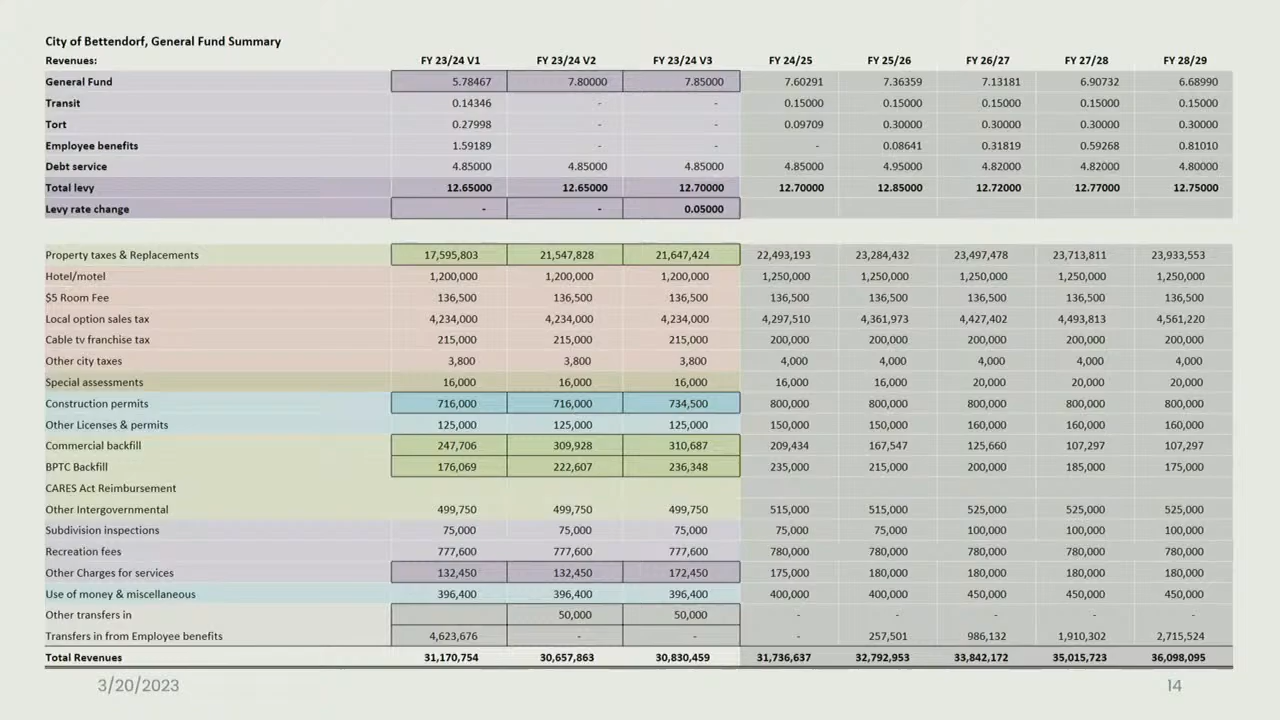 City of Bettendorf, General Fund Summary
Revenues: FY 23/24 V1 FY 23/24 V2 FY 23/24 V3 FY 24/25 FY 25/26 FY 26/27 FY 27/28 FY 28/29
General Fund 5.78467 7.80000 7.85000 7.60291 7.36359 7.13181 6.90732 6.68990
Transit 0.14346 - - 0.15000 0.15000 0.15000 0.15000 0.15000
Tort 0.27998 - - 0.09709 0.30000 0.30000 0.30000 0.30000
Employee benefits 1.59189 - - - 0.08641 0.31819 0.59268 0.81010
Debt service 4.85000 4.85000 4.85000 4.85000 4.95000 4.82000 4.82000 4.80000
Total levy 12.65000 12.65000 12.70000 12.70000 12.85000 12.72000 12.77000 12.75000
Levy rate change - - 0.05000
Property taxes & Replacements 17,595,803 21,547,828 21,647,424 22,493,193 23,284,432 23,497,478 23,713,811 23,933,553
Hotel/motel 1,200,000 1,200,000 1,200,000 1,250,000 1,250,000 1,250,000 1,250,000 1,250,000
$5 Room Fee 136,500 136,500 136,500 136,500 136,500 136,500 136,500 136,500
Local option sales tax 4,234,000 4,234,000 4,234,000 4,297,510 4,361,973 4,427,402 4,493,813 4,561,220
Cable tv franchise tax 215,000 215,000 215,000 200,000 200,000 200,000 200,000 200,000
Other city taxes 3,800 3,800 3,800 4,000 4,000 4,000 4,000 4,000
Special assessments 16,000 16,000 16,000 16,000 16,000 20,000 20,000 20,000
Construction permits 716,000 716,000 734,500 800,000 800,000 800,000 800,000 800,000
Other Licenses & permits 125,000 125,000 125,000 150,000 150,000 160,000 160,000 160,000
Commercial backfill 247,706 309,928 310,687 209,434 167,547 125,660 107,297 107,297
BPTC Backfill 176,069 222,607 236,348 235,000 215,000 200,000 185,000 175,000
CARES Act Reimbursement
Other Intergovernmental 499,750 499,750 499,750 515,000 515,000 525,000 525,000 525,000
Subdivision inspections 75,000 75,000 75,000 75,000 75,000 100,000 100,000 100,000
Recreation fees 777,600 777,600 777,600 780,000 780,000 780,000 780,000 780,000
Other Charges for services 132,450 132,450 172,450 175,000 180,000 180,000 180,000 180,000
Use of money & miscellaneous 396,400 396,400 396,400 400,000 400,000 450,000 450,000 450,000
Other transfers in 50,000 50,000 - - - - -
Transfers in from Employee benefits 4,623,676 - - - 257,501 986,132 1,910,302 2,715,524
Total Revenues 31,170,754 30,657,863 30,830,459 31,736,637 32,792,953 33,842,172 35,015,723 36,098,095
3/20/2023 14